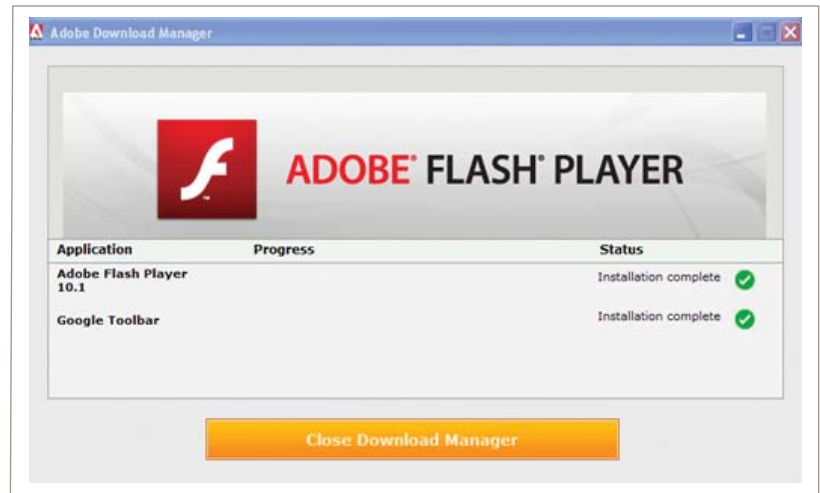 Adobe Download Manager
ADOBE® FLASH® PLAYER
Application Progress Status
Adobe Flash Player
10.1
Installation complete
Google Toolbar
Installation complete
Close Download Manager